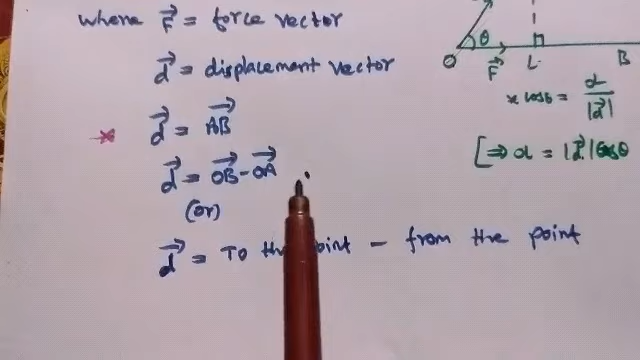 where F⃗ = force vector
d⃗ = displacement vector
d⃗ = AB⃗
d⃗ = OB⃗ - OA⃗
(or)
d⃗ = To the point - from the point
θ
O F⃗ L B
x cosθ = d / |d⃗|
[⇒ d = |d⃗| cosθ